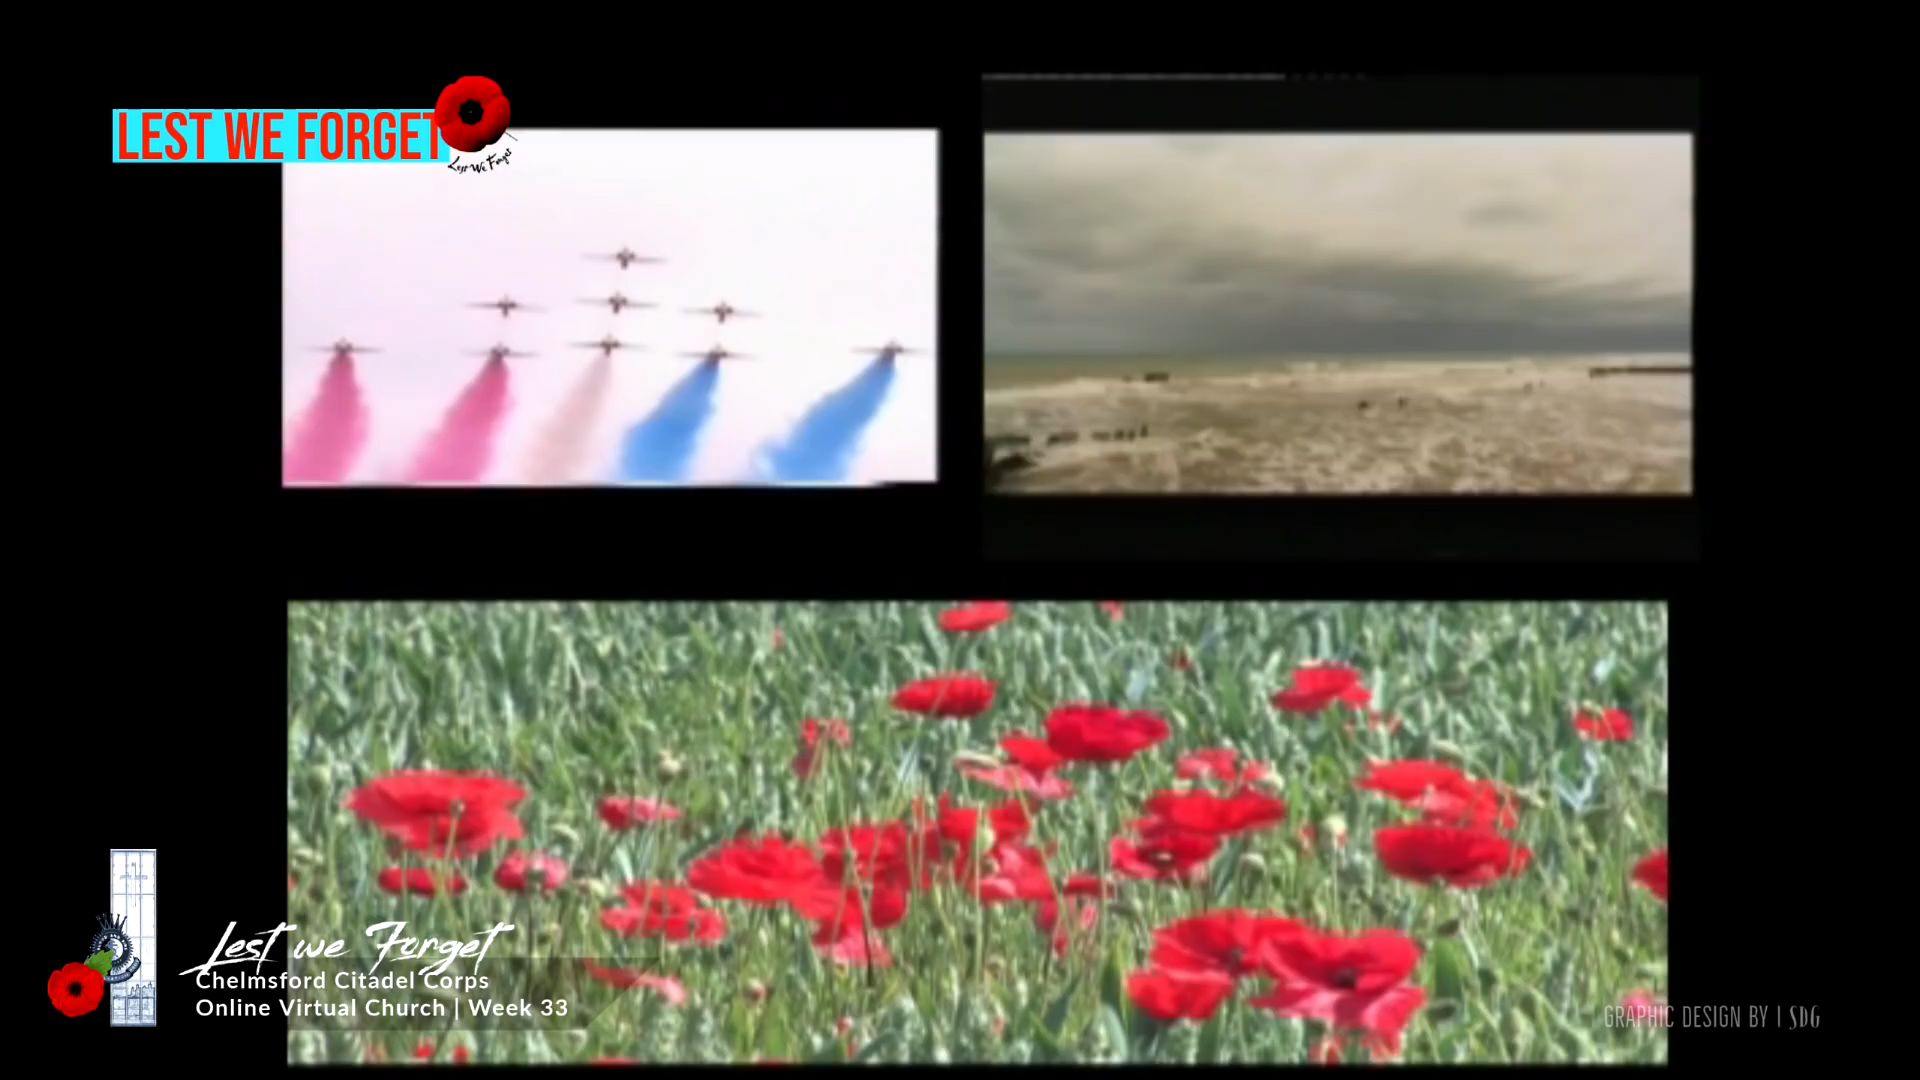 LEST WE FORGET
Lest We Forget
Lest we Forget
Chelmsford Citadel Corps
Online Virtual Church | Week 33
GRAPHIC DESIGN BY | SDG